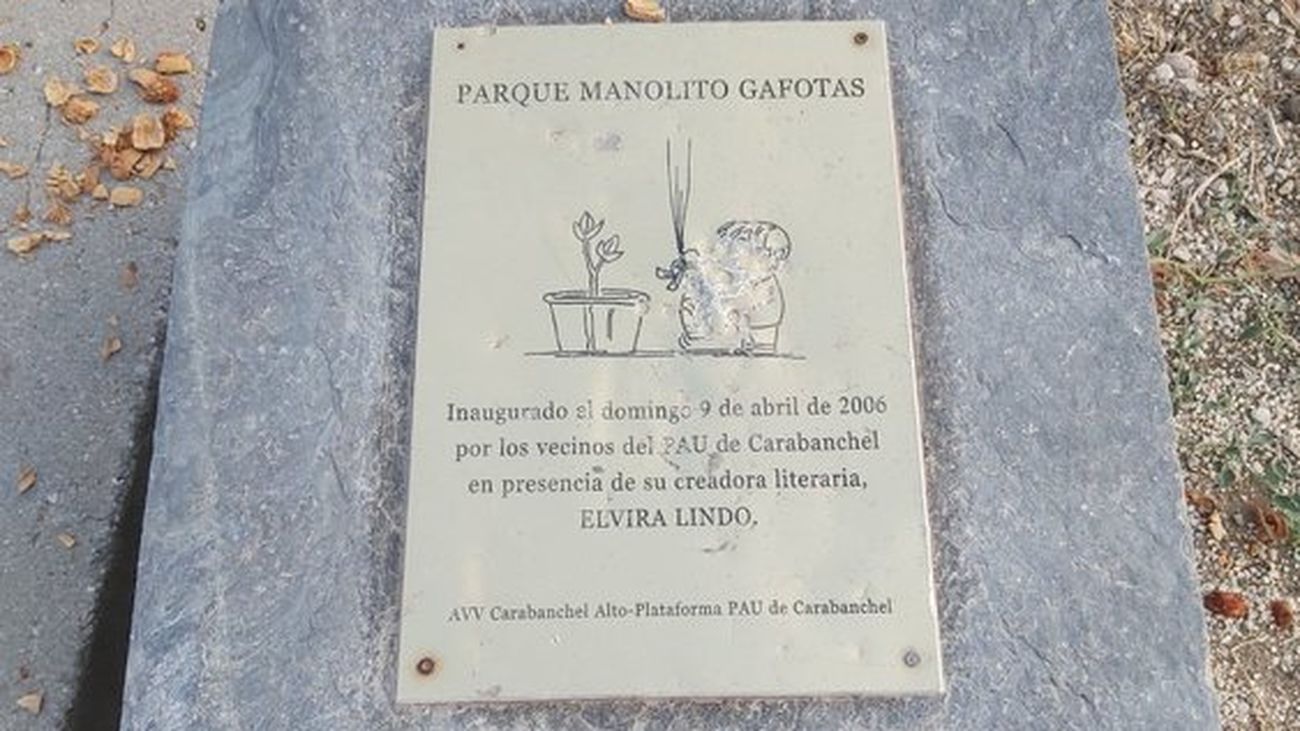 PARQUE MANOLITO GAFOTAS
Inaugurado el domingo 9 de abril de 2006
por los vecinos del PAU de Carabanchel
en presencia de su creadora literaria,
ELVIRA LINDO.
AVV Carabanchel Alto-Plataforma PAU de Carabanchel